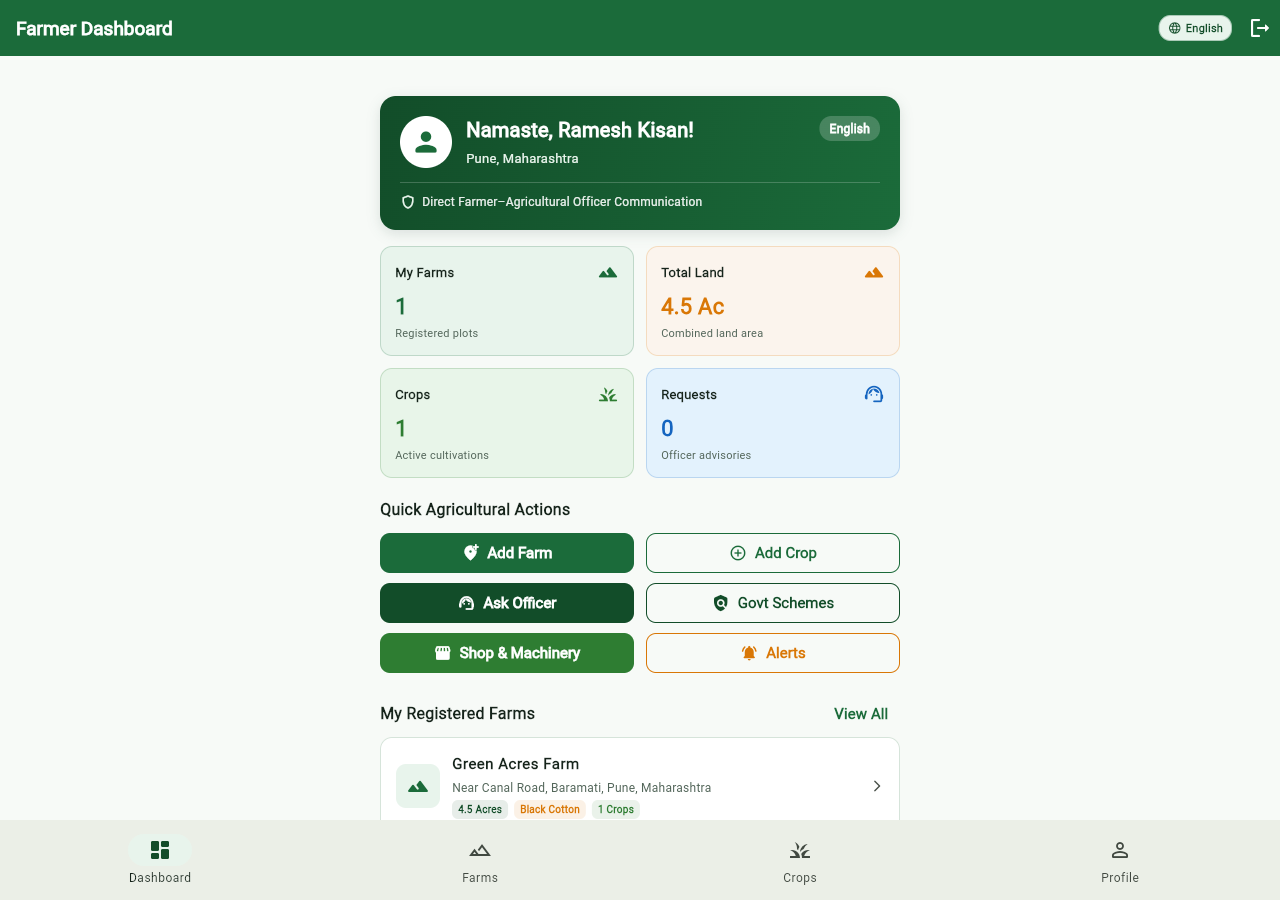 Farmer Dashboard
English
Namaste, Ramesh Kisan!
English
Pune, Maharashtra
Direct Farmer–Agricultural Officer Communication
My Farms
1
Registered plots
Total Land
4.5 Ac
Combined land area
Crops
1
Active cultivations
Requests
0
Officer advisories
Quick Agricultural Actions
Add Farm
Add Crop
Ask Officer
Govt Schemes
Shop & Machinery
Alerts
My Registered Farms
View All
Green Acres Farm
Near Canal Road, Baramati, Pune, Maharashtra
4.5 Acres
Black Cotton
1 Crops
Dashboard
Farms
Crops
Profile